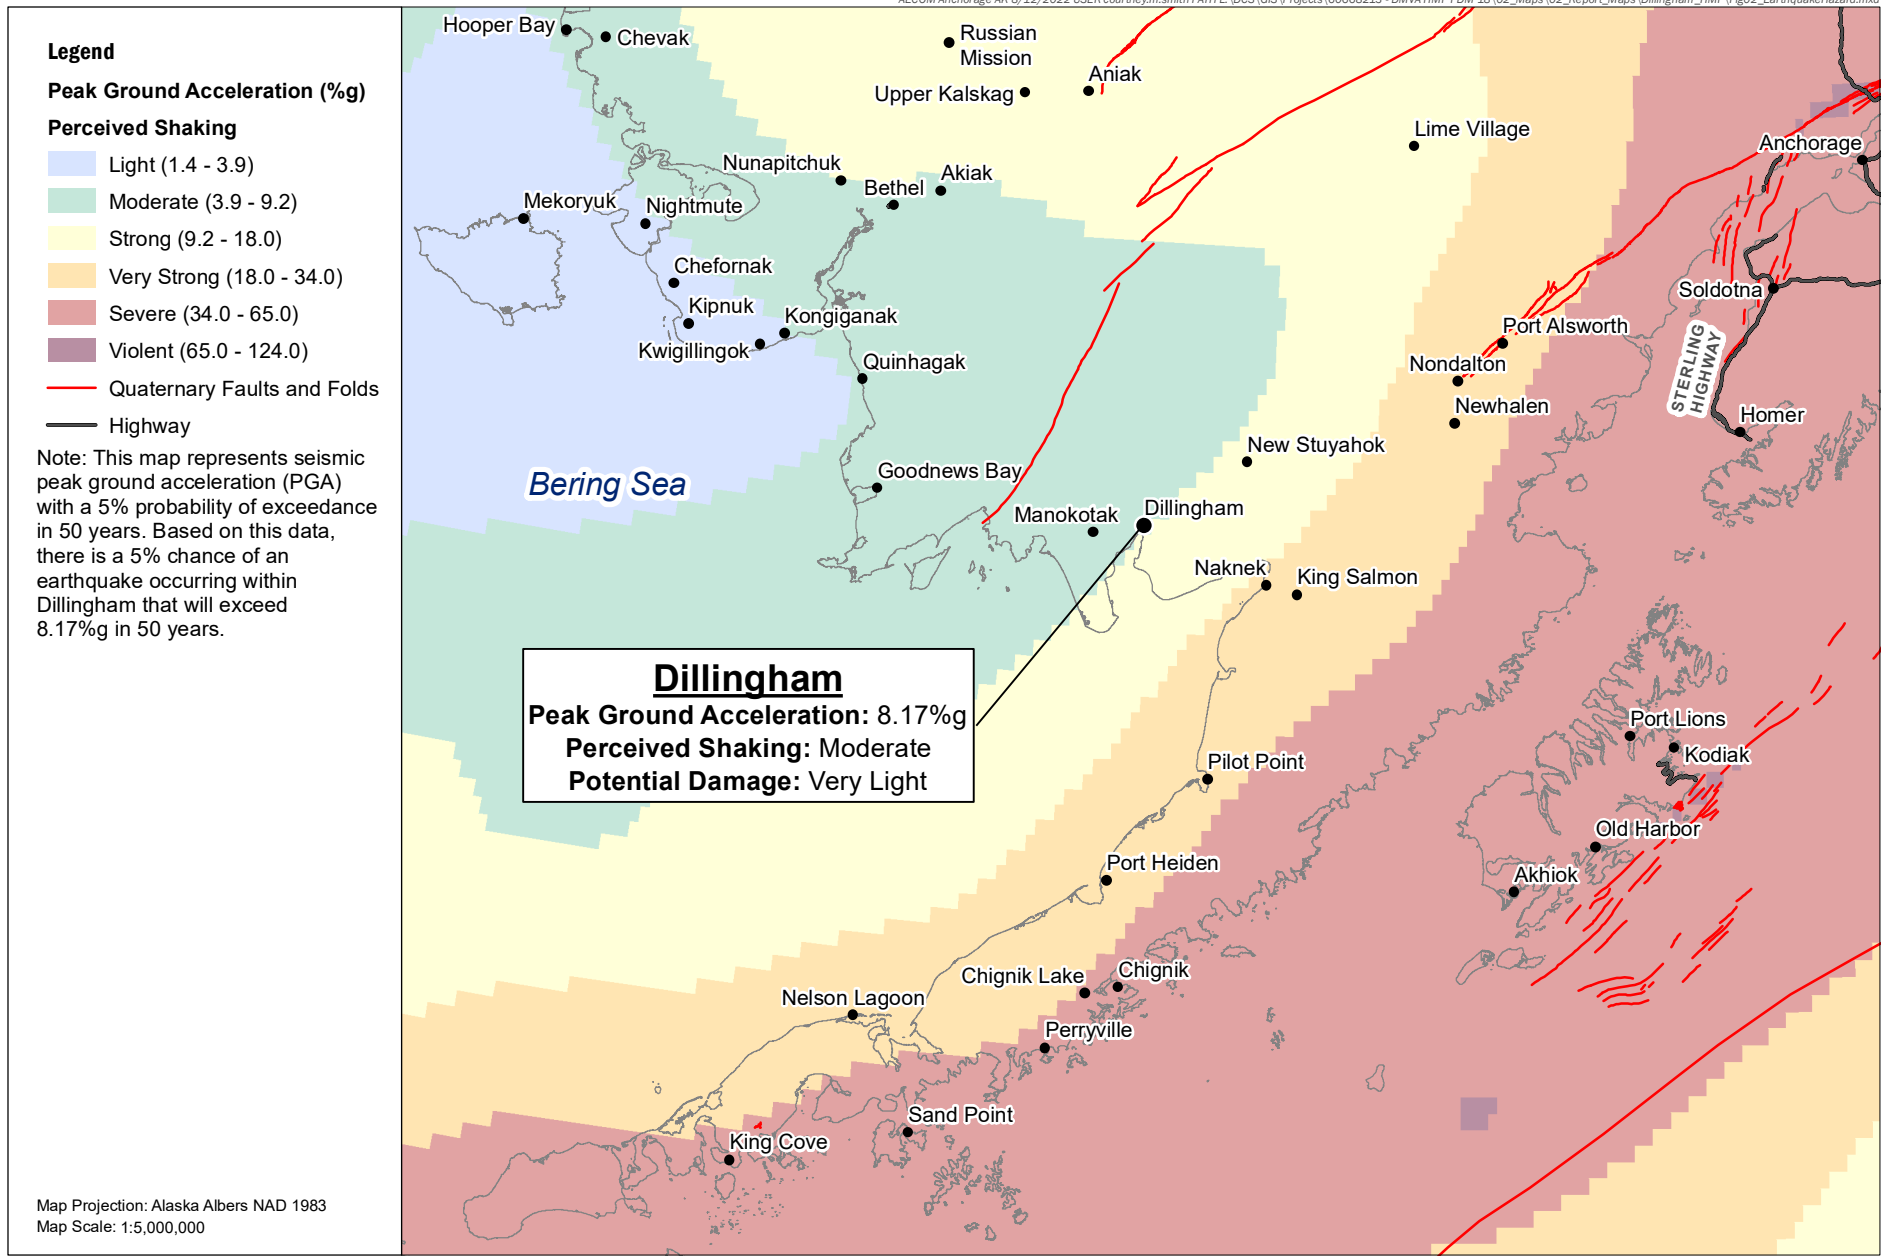 Legend
Peak Ground Acceleration (%g)
Perceived Shaking
Light (1.4 - 3.9)
Moderate (3.9 - 9.2)
Strong (9.2 - 18.0)
Very Strong (18.0 - 34.0)
Severe (34.0 - 65.0)
Violent (65.0 - 124.0)
Quaternary Faults and Folds
Highway
Note: This map represents seismic
peak ground acceleration (PGA)
with a 5% probability of exceedance
in 50 years. Based on this data,
there is a 5% chance of an
earthquake occurring within
Dillingham that will exceed
8.17%g in 50 years.
Map Projection: Alaska Albers NAD 1983
Map Scale: 1:5,000,000
Hooper Bay
Chevak
Russian
Mission
Upper Kalskag
Aniak
Lime Village
Anchorage
Nunapitchuk
Bethel
Akiak
Mekoryuk
Nightmute
Chefornak
Kipnuk
Kongiganak
Kwigillingok
Quinhagak
Soldotna
Port Alsworth
Nondalton
Newhalen
STERLING
HIGHWAY
Homer
New Stuyahok
Bering Sea
Goodnews Bay
Manokotak
Dillingham
Naknek
King Salmon
Dillingham
Peak Ground Acceleration: 8.17%g
Perceived Shaking: Moderate
Potential Damage: Very Light
Port Lions
Kodiak
Pilot Point
Old Harbor
Port Heiden
Akhiok
Chignik Lake
Chignik
Nelson Lagoon
Perryville
Sand Point
King Cove